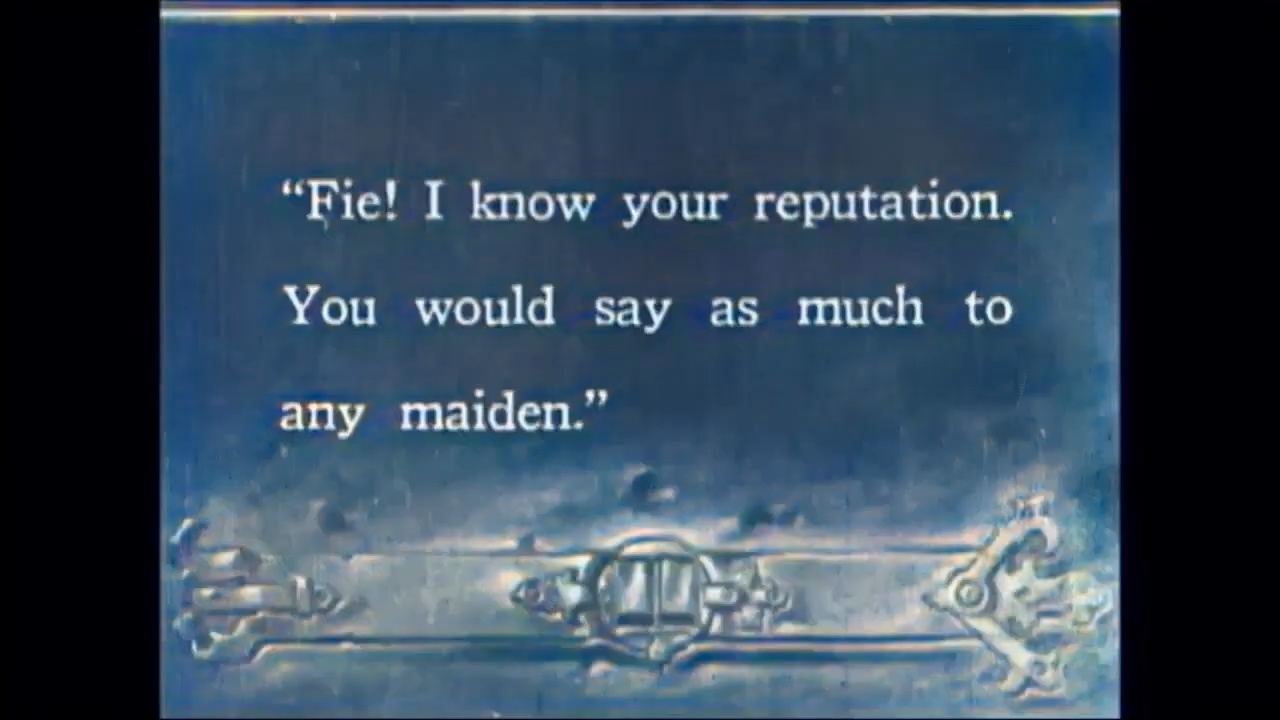 “Fie! I know your reputation.
You would say as much to
any maiden.”